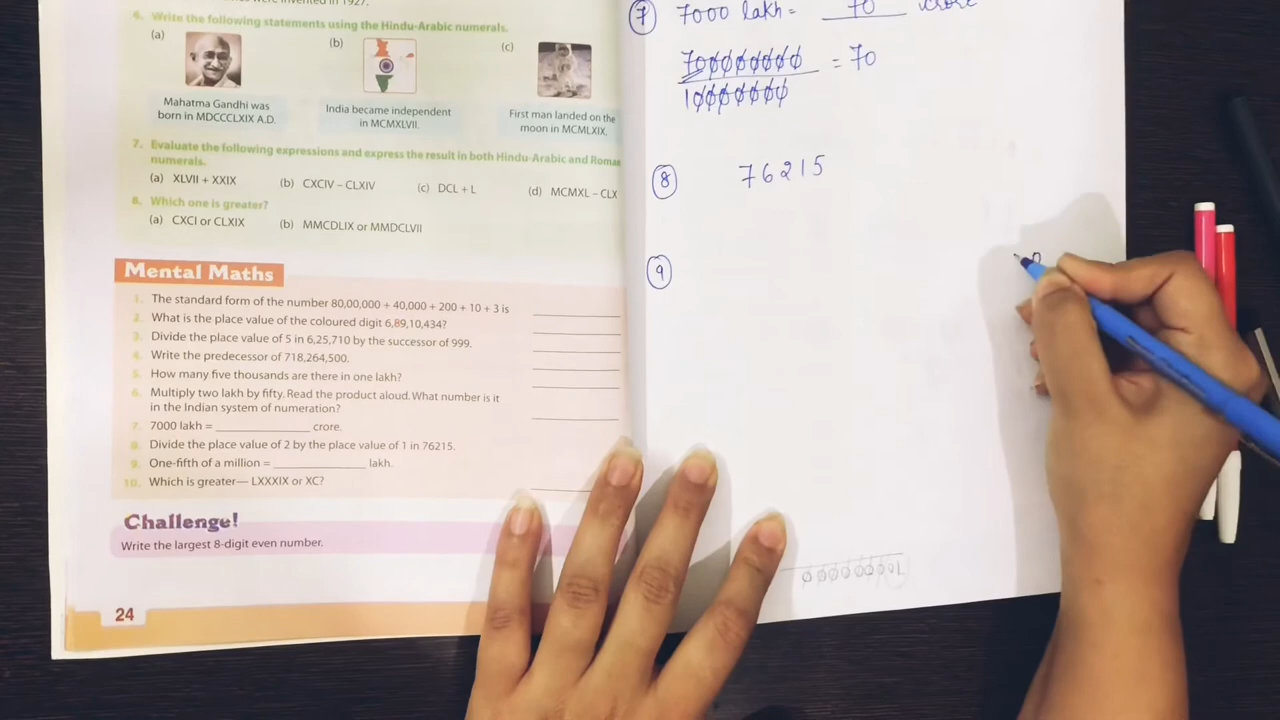 6. Write the following statements using the Hindu-Arabic numerals.
(a)
(b)
(c)
Mahatma Gandhi was
born in MDCCCLXIX A.D.
India became independent
in MCMXLVII.
First man landed on the
moon in MCMLXIX.
7. Evaluate the following expressions and express the result in both Hindu-Arabic and Roman
numerals.
(a) XLVII + XXIX
(b) CXCIV – CLXIV
(c) DCL + L
(d) MCMXL – CLX
8. Which one is greater?
(a) CXCI or CLXIX
(b) MMCDLIX or MMDCLVII
Mental Maths
1. The standard form of the number 80,00,000 + 40,000 + 200 + 10 + 3 is
2. What is the place value of the coloured digit 6,89,10,434?
3. Divide the place value of 5 in 6,25,710 by the successor of 999.
4. Write the predecessor of 718,264,500.
5. How many five thousands are there in one lakh?
6. Multiply two lakh by fifty. Read the product aloud. What number is it
in the Indian system of numeration?
7. 7000 lakh = ____________ crore.
8. Divide the place value of 2 by the place value of 1 in 76215.
9. One-fifth of a million = ____________ lakh.
10. Which is greater— LXXXIX or XC?
Challenge!
Write the largest 8-digit even number.
24
7 7000 lakh = 70 crore
700000000 = 70
10000000
8 76215
9